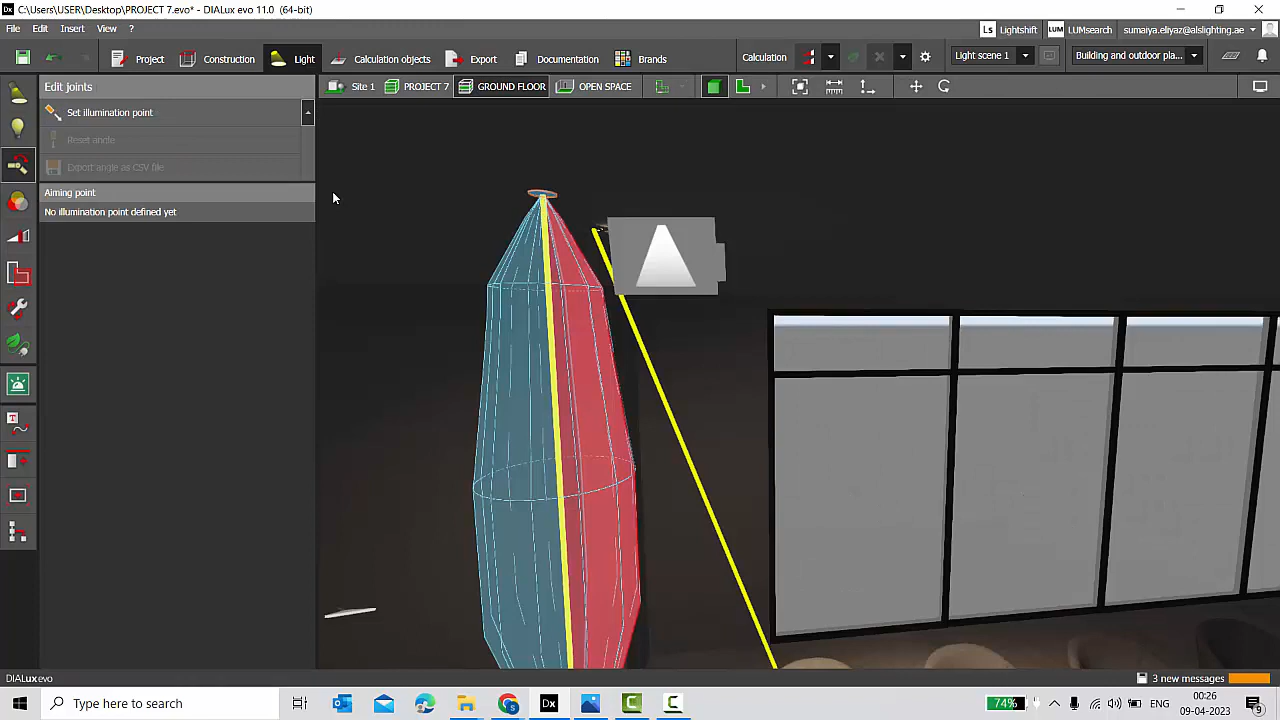 C:\Users\USER\Desktop\PROJECT 7.evo* - DIALux evo 11.0 (64-bit)
File Edit Insert View ? Lightshift LUMsearch sumaiya.eliyaz@alslighting.ae
Project Construction Light Calculation objects Export Documentation Brands Calculation Light scene 1 Building and outdoor pla...
Edit joints Site 1 PROJECT 7 GROUND FLOOR OPEN SPACE
Set illumination point
Reset angle
Export angle as CSV file
Aiming point
No illumination point defined yet
DIALux evo 3 new messages
Type here to search 74% ENG 00:26
09-04-2023